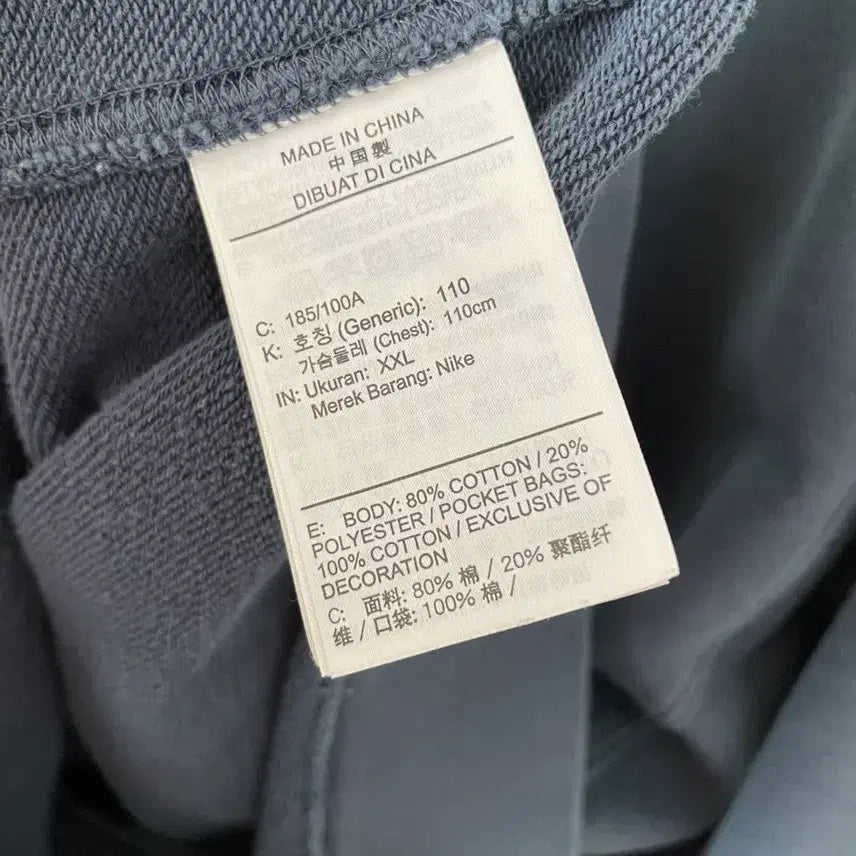 MADE IN CHINA
中国製
DIBUAT DI CINA
C: 185/100A
K: 호칭 (Generic): 110
가슴둘레 (Chest): 110cm
IN: Ukuran: XXL
Merek Barang: Nike
E: BODY: 80% COTTON / 20%
POLYESTER / POCKET BAGS:
100% COTTON / EXCLUSIVE OF
DECORATION
C: 面料: 80% 棉 / 20% 聚酯纤
维 / 口袋: 100% 棉 /